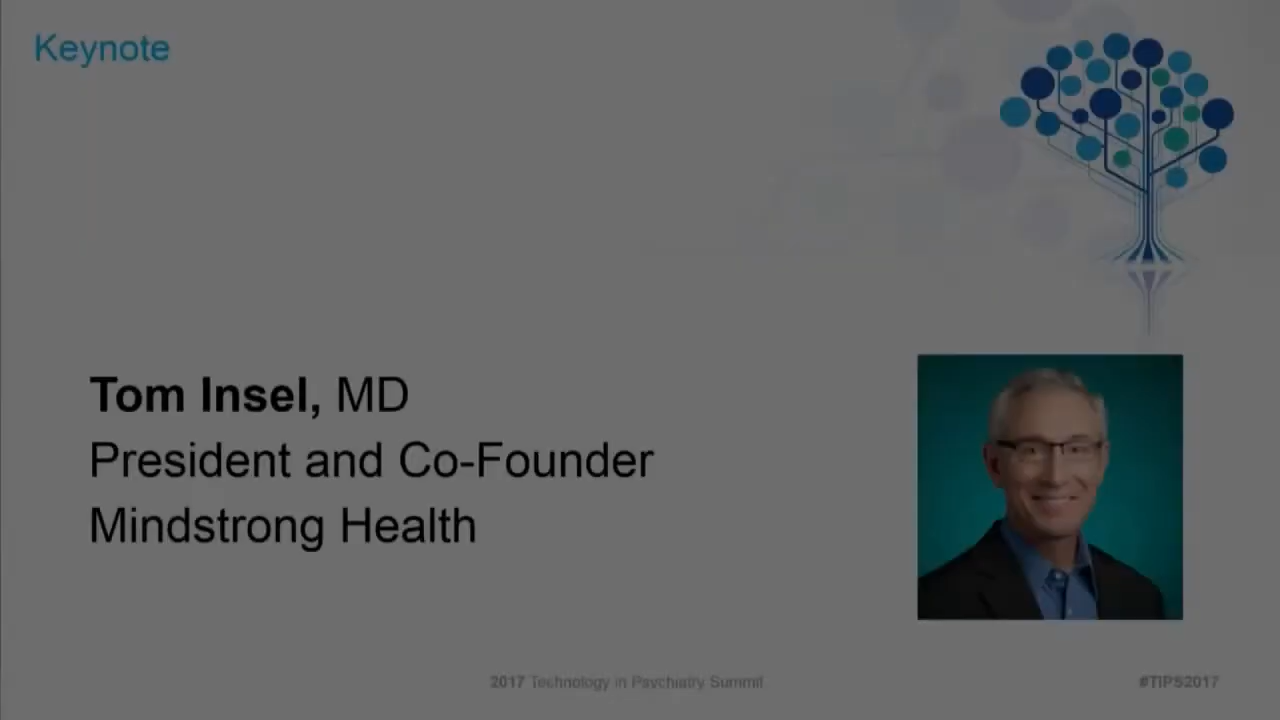 Keynote
Tom Insel, MD
President and Co-Founder
Mindstrong Health
2017 Technology in Psychiatry Summit
#TIPS2017